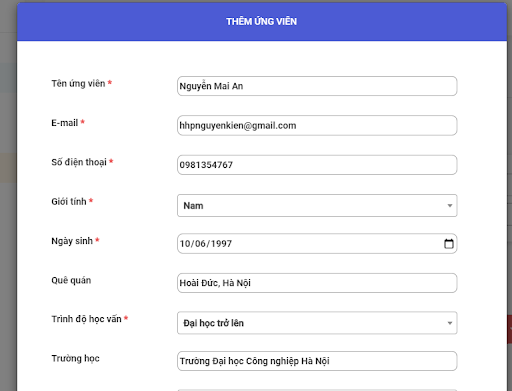 THÊM ỨNG VIÊN
Tên ứng viên * Nguyễn Mai An
E-mail * hhpnguyenkien@gmail.com
Số điện thoại * 0981354767
Giới tính * Nam
Ngày sinh * 10/06/1997
Quê quán Hoài Đức, Hà Nội
Trình độ học vấn * Đại học trở lên
Trường học Trường Đại học Công nghiệp Hà Nội